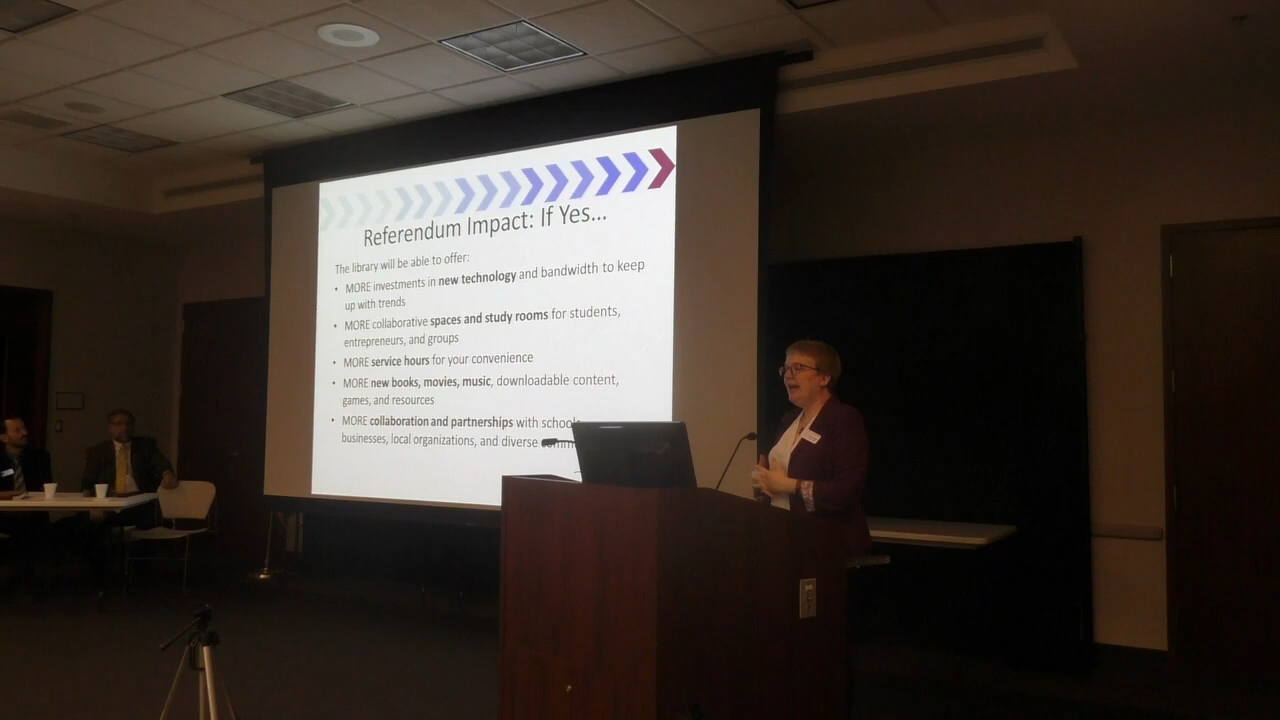 Referendum Impact: If Yes...
The library will be able to offer:
• MORE investments in new technology and bandwidth to keep
up with trends
• MORE collaborative spaces and study rooms for students,
entrepreneurs, and groups
• MORE service hours for your convenience
• MORE new books, movies, music, downloadable content,
games, and resources
• MORE collaboration and partnerships with
businesses, local organizations, and diverse